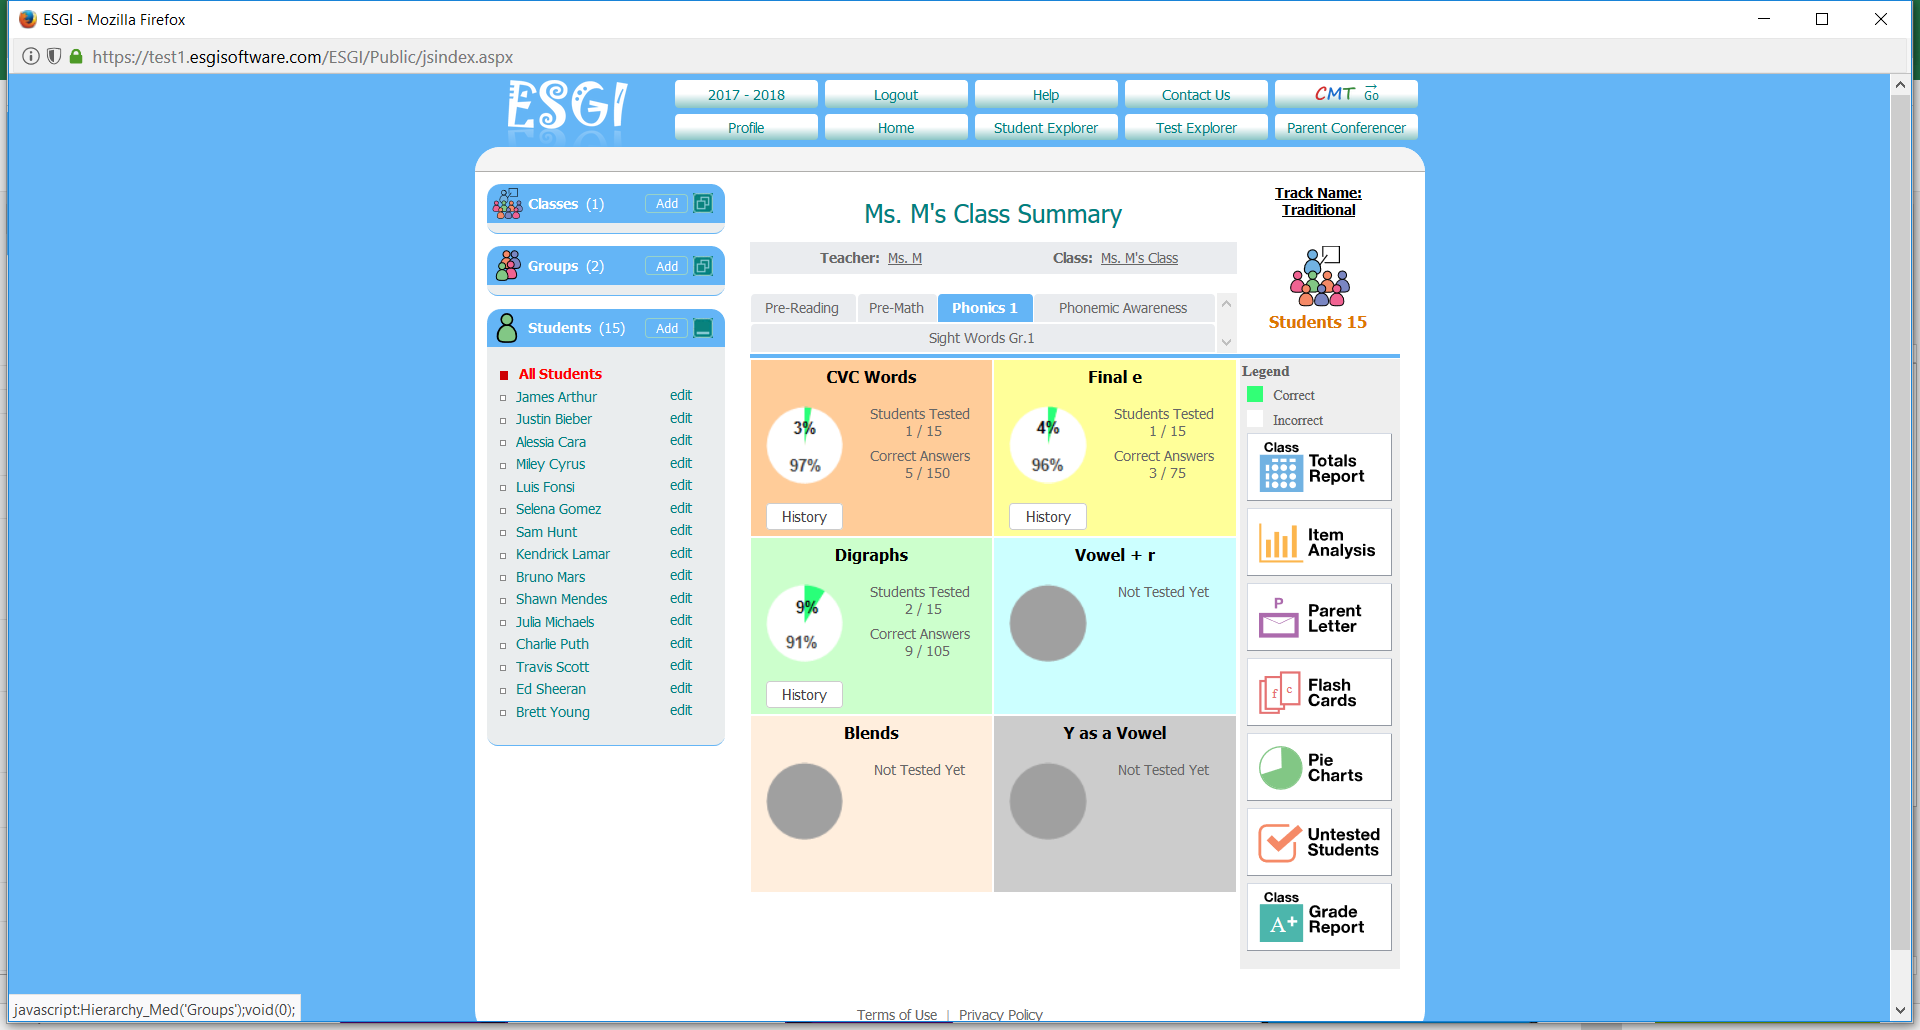 ESGI - Mozilla Firefox
https://test1.esgisoftware.com/ESGI/Public/jsindex.aspx
ESGI
2017 - 2018
Logout
Help
Contact Us
CMT Go
Profile
Home
Student Explorer
Test Explorer
Parent Conferencer
Classes (1)
Add
Groups (2)
Add
Students (15)
Add
All Students
James Arthur edit
Justin Bieber edit
Alessia Cara edit
Miley Cyrus edit
Luis Fonsi edit
Selena Gomez edit
Sam Hunt edit
Kendrick Lamar edit
Bruno Mars edit
Shawn Mendes edit
Julia Michaels edit
Charlie Puth edit
Travis Scott edit
Ed Sheeran edit
Brett Young edit
Ms. M's Class Summary
Teacher: Ms. M Class: Ms. M's Class
Pre-Reading
Pre-Math
Phonics 1
Phonemic Awareness
Sight Words Gr.1
CVC Words
3%
97%
Students Tested
1 / 15
Correct Answers
5 / 150
History
Final e
4%
96%
Students Tested
1 / 15
Correct Answers
3 / 75
History
Digraphs
9%
91%
Students Tested
2 / 15
Correct Answers
9 / 105
History
Vowel + r
Not Tested Yet
Blends
Not Tested Yet
Y as a Vowel
Not Tested Yet
Track Name:
Traditional
Students 15
Legend
Correct
Incorrect
Class
Totals
Report
Item
Analysis
P
Parent
Letter
f c
Flash
Cards
Pie
Charts
Untested
Students
Class
A+
Grade
Report
Terms of Use | Privacy Policy
javascript:Hierarchy_Med('Groups');void(0);